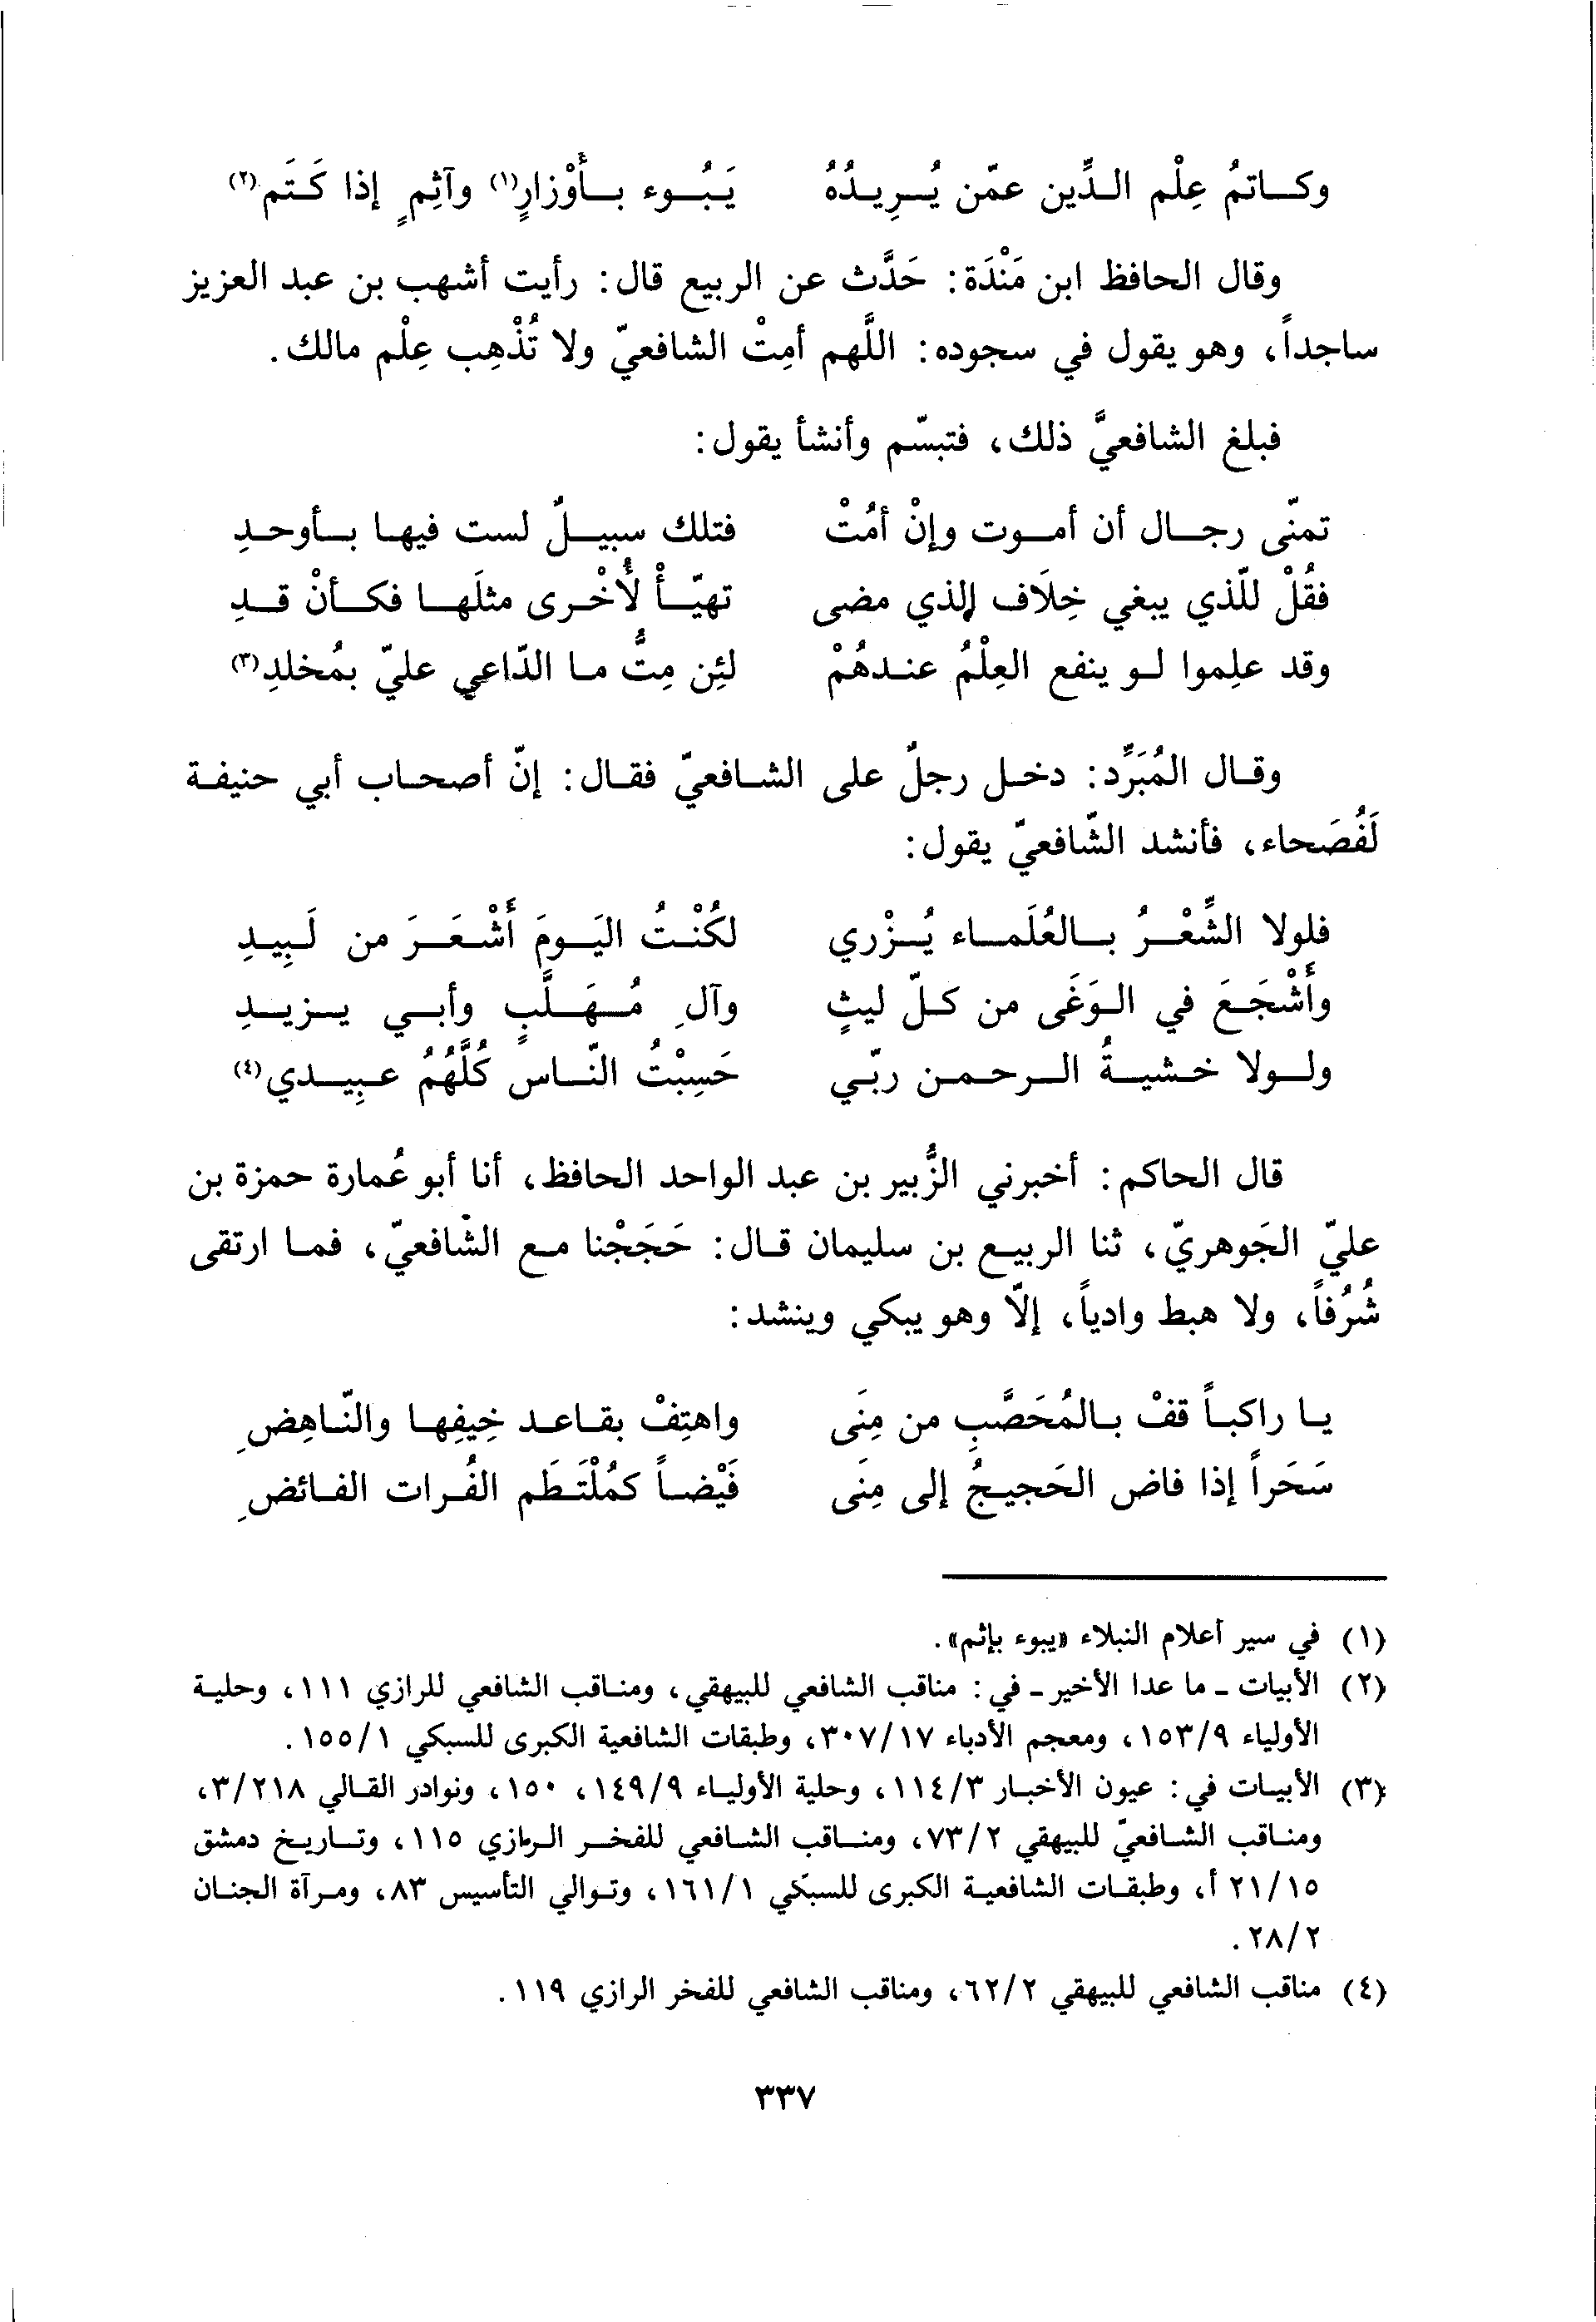 وكاتمُ عِلْم الدِّين عمّن يُرِيدُهُ يَبُوء بأَوْزارٍ(١) وآثِمٍ إذا كَتَم(٢)
وقال الحافظ ابن مَنْدَة: حَدَّث عن الربيع قال: رأيت أشهب بن عبد العزيز
ساجداً، وهو يقول في سجوده: اللَّهم أمِتْ الشافعيّ ولا تُذْهِب عِلْم مالك.
فبلغ الشافعيَّ ذلك، فتبسّم وأنشأ يقول:
تمنّى رجال أن أموت وإنْ أمُتْ فتلك سبيلٌ لست فيها بأوحدِ
فقُلْ للّذي يبغي خِلَاف الذي مضى تهيّأْ لأُخْرى مثلَها فكأنْ قدِ
وقد علِموا لو ينفع العِلْمُ عندهُمْ لئِن مِتُّ ما الدّاعي عليّ بمُخلدِ(٣)
وقال المُبَرِّد: دخل رجلٌ على الشافعيّ فقال: إنّ أصحاب أبي حنيفة
لَفُصَحاء، فأنشد الشّافعيّ يقول:
فلولا الشِّعْرُ بالعُلَماء يُزْري لكُنْتُ اليَومَ أَشْعَرَ من لَبِيدِ
وأَشْجَعَ في الوَغَى من كلّ ليثٍ وآلِ مُهَلَّبٍ وأبي يزيدِ
ولولا خشيةُ الرحمن ربّي حَسِبْتُ النّاس كُلَّهُمُ عبِيدي(٤)
قال الحاكم: أخبرني الزُّبير بن عبد الواحد الحافظ، أنا أبو عُمارة حمزة بن
عليّ الجَوهريّ، ثنا الربيع بن سليمان قال: حَجَجْنا مع الشّافعيّ، فما ارتقى
شُرُفاً، ولا هبط وادياً، إلّا وهو يبكي وينشد:
يا راكباً قفْ بالمُحَصَّبِ من مِنَى واهتِفْ بقاعد خِيفِها والنّاهِضِ
سَحَراً إذا فاض الحَجيجُ إلى مِنَى فَيْضاً كمُلْتَطَم الفُرات الفائضِ
(١) في سير أعلام النبلاء «يبوء بإثم».
(٢) الأبيات - ما عدا الأخير - في: مناقب الشافعي للبيهقي، ومناقب الشافعي للرازي ١١١، وحلية
الأولياء ١٥٣/٩، ومعجم الأدباء ٣٠٧/١٧، وطبقات الشافعية الكبرى للسبكي ١٥٥/١.
(٣) الأبيات في: عيون الأخبار ١١٤/٣، وحلية الأولياء ١٤٩/٩، ١٥٠، ونوادر القالي ٣/٢١٨،
ومناقب الشافعيّ للبيهقي ٧٣/٢، ومناقب الشافعي للفخر الرازي ١١٥، وتاريخ دمشق
٢١/١٥ أ، وطبقات الشافعية الكبرى للسبكي ١٦١/١، وتوالي التأسيس ٨٣، ومرآة الجنان
٢٨/٢.
(٤) مناقب الشافعي للبيهقي ٦٢/٢، ومناقب الشافعي للفخر الرازي ١١٩.
٣٣٧